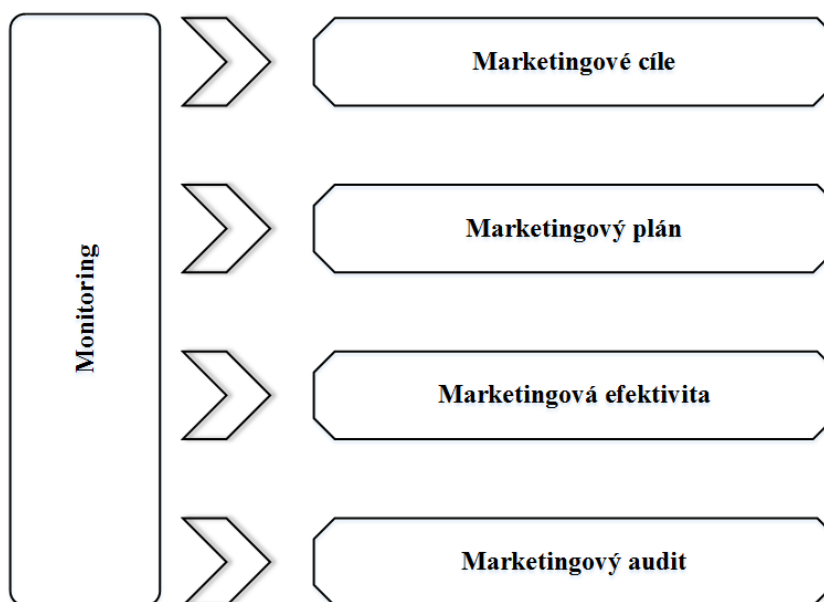 Monitoring
Marketingové cíle
Marketingový plán
Marketingová efektivita
Marketingový audit